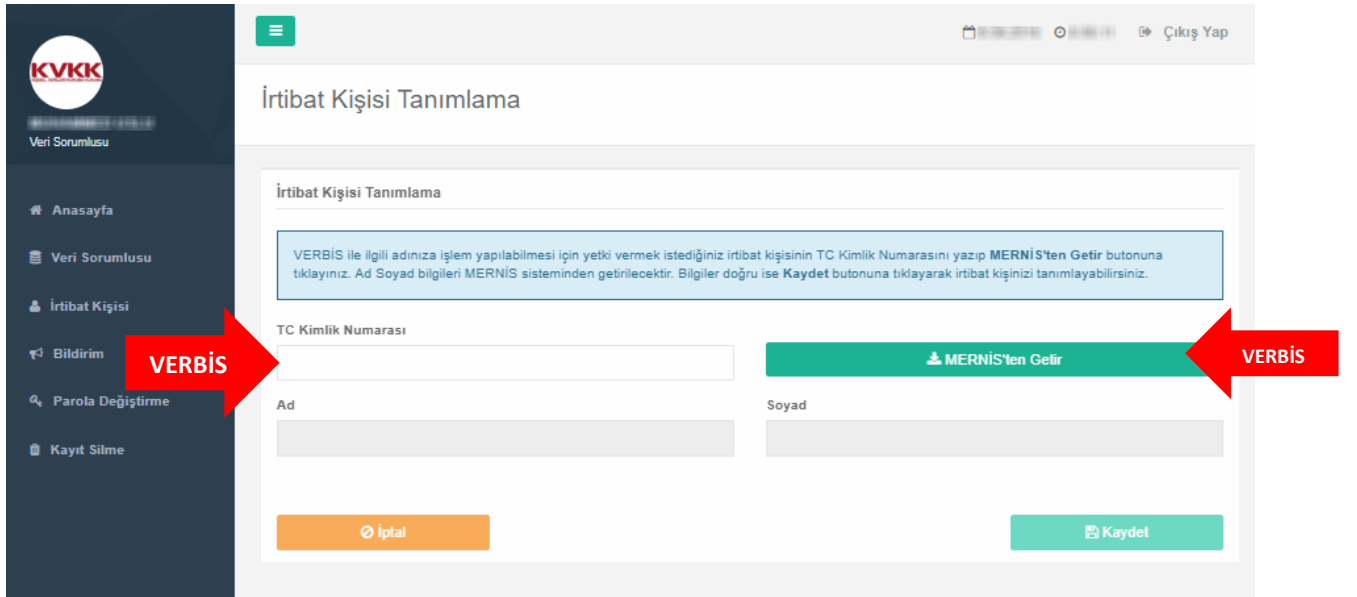 KVKK
Çıkış Yap
İrtibat Kişisi Tanımlama
Veri Sorumlusu
Anasayfa
Veri Sorumlusu
İrtibat Kişisi
Bildirim
Parola Değiştirme
Kayıt Silme
İrtibat Kişisi Tanımlama
VERBİS ile ilgili adınıza işlem yapılabilmesi için yetki vermek istediğiniz irtibat kişisinin TC Kimlik Numarasını yazıp MERNİS'ten Getir butonuna
tıklayınız. Ad Soyad bilgileri MERNİS sisteminden getirilecektir. Bilgiler doğru ise Kaydet butonuna tıklayarak irtibat kişinizi tanımlayabilirsiniz.
TC Kimlik Numarası
VERBİS
MERNİS'ten Getir
VERBİS
Ad
Soyad
İptal
Kaydet